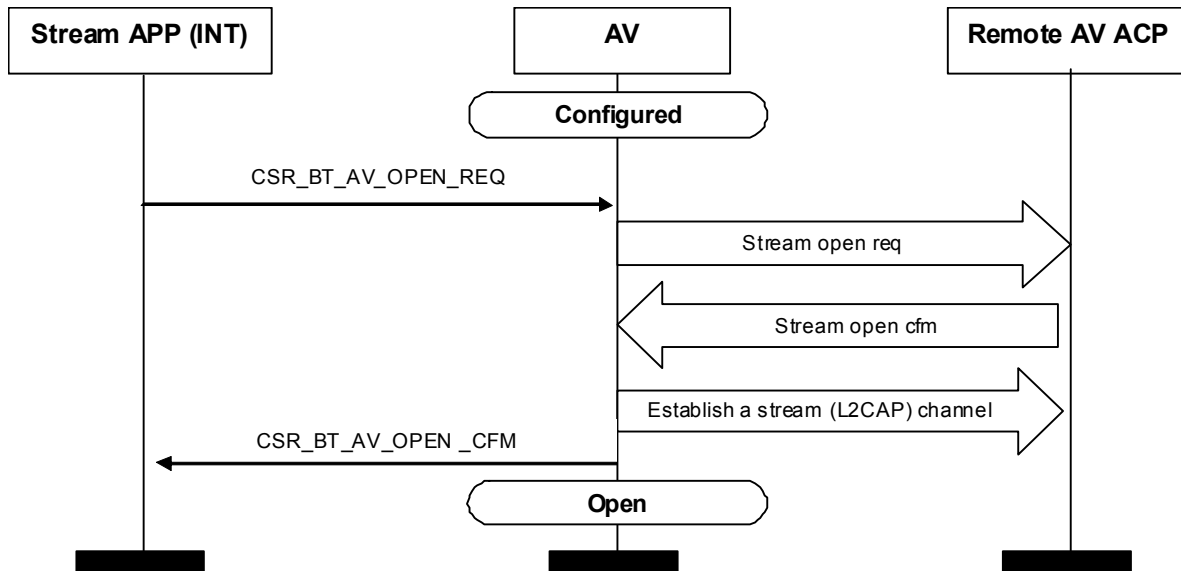 Stream APP (INT)
AV
Remote AV ACP
Configured
CSR_BT_AV_OPEN_REQ
Stream open req
Stream open cfm
Establish a stream (L2CAP) channel
CSR_BT_AV_OPEN _CFM
Open